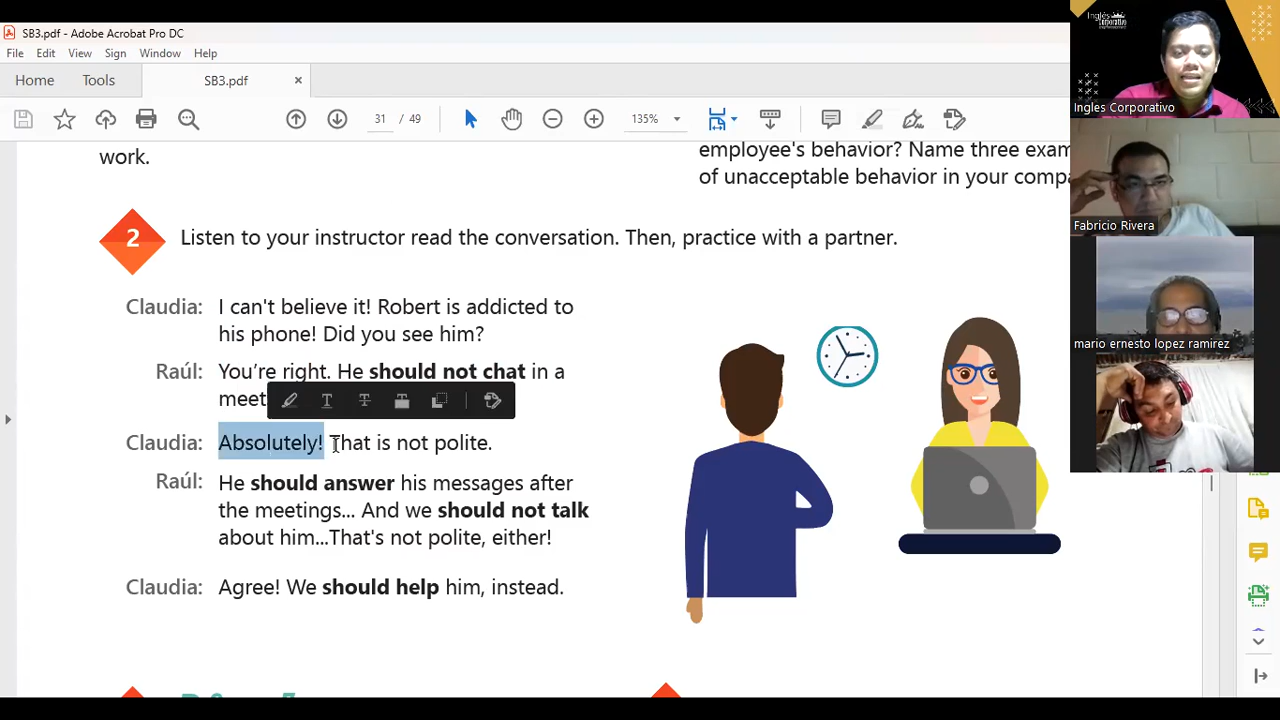 SB3.pdf - Adobe Acrobat Pro DC
File Edit View Sign Window Help
Home Tools SB3.pdf ×
31 / 49 135%
work.
employee's behavior? Name three exam
of unacceptable behavior in your compa
2 Listen to your instructor read the conversation. Then, practice with a partner.
Claudia: I can't believe it! Robert is addicted to
his phone! Did you see him?
Raúl: You're right. He should not chat in a
meet
Claudia: Absolutely! That is not polite.
Raúl: He should answer his messages after
the meetings... And we should not talk
about him...That's not polite, either!
Claudia: Agree! We should help him, instead.
Inglés
Corporativo
Ingles Corporativo
Fabricio Rivera
mario ernesto lopez ramirez